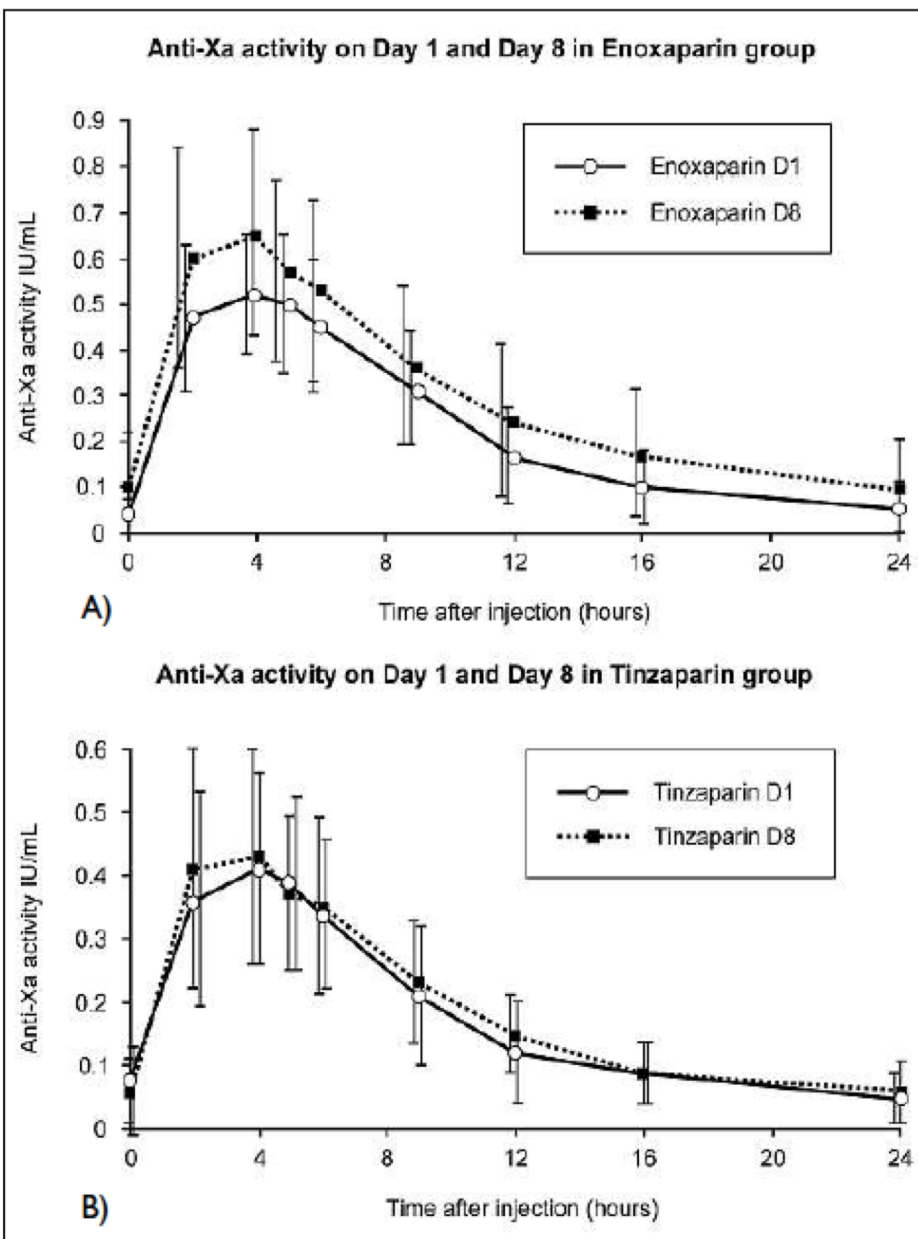 Anti-Xa activity on Day 1 and Day 8 in Enoxaparin group
Anti-Xa activity IU/mL
0.9
0.8
0.7
0.6
0.5
0.4
0.3
0.2
0.1
0
Enoxaparin D1
Enoxaparin D8
0 4 8 12 16 20 24
A)
Time after injection (hours)
Anti-Xa activity on Day 1 and Day 8 in Tinzaparin group
Anti-Xa activity IU/mL
0.6
0.5
0.4
0.3
0.2
0.1
0
Tinzaparin D1
Tinzaparin D8
0 4 8 12 16 20 24
B)
Time after injection (hours)